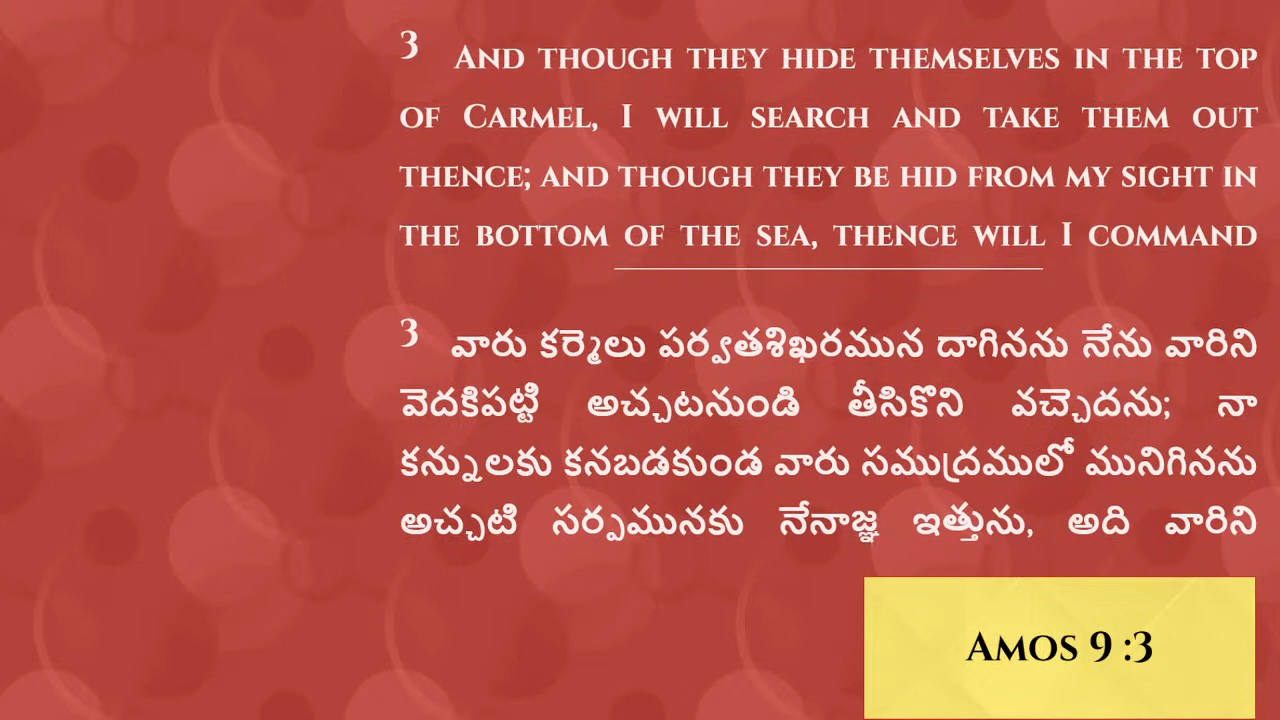 3 And though they hide themselves in the top
of Carmel, I will search and take them out
thence; and though they be hid from my sight in
the bottom of the sea, thence will I command
3 వారు కర్మెలు పర్వతశిఖరమున దాగినను నేను వారిని
వెదకిపట్టి అచ్చటనుండి తీసికొని వచ్చెదను; నా
కన్నులకు కనబడకుండ వారు సముద్రములో మునిగినను
అచ్చటి సర్పమునకు నేనాజ్ఞ ఇత్తును, అది వారిని
Amos 9 :3